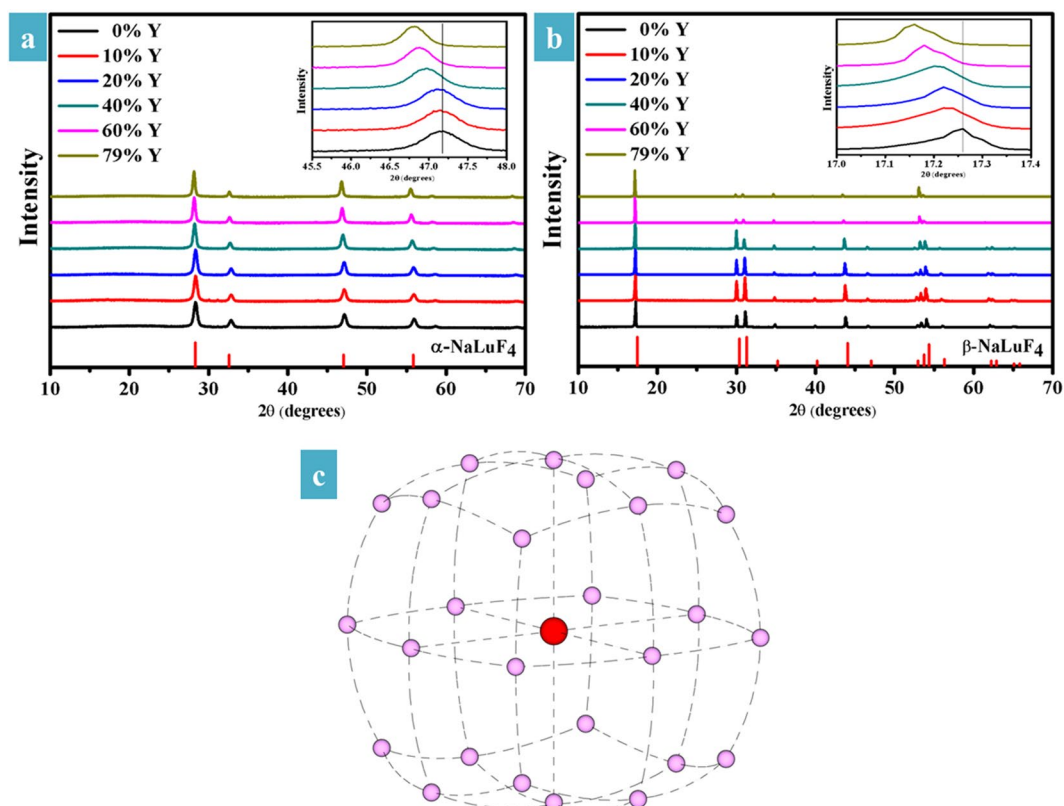 a
0% Y
10% Y
20% Y
40% Y
60% Y
79% Y
Intensity
45.5 46.0 46.5 47.0 47.5 48.0
2θ (degrees)
Intensity
α-NaLuF4
10 20 30 40 50 60 70
2θ (degrees)
b
0% Y
10% Y
20% Y
40% Y
60% Y
79% Y
Intensity
17.0 17.1 17.2 17.3 17.4
2θ (degrees)
Intensity
β-NaLuF4
10 20 30 40 50 60 70
2θ (degrees)
c